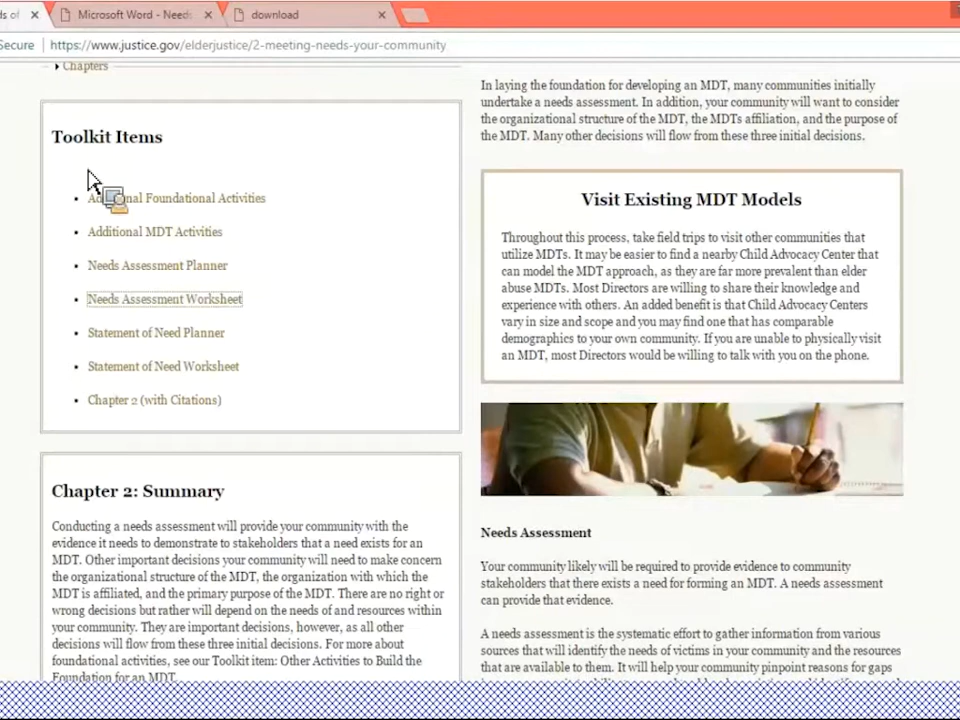 ds of
Microsoft Word - Needs
download
Secure
https://www.justice.gov/elderjustice/2-meeting-needs-your-community
Chapters
Toolkit Items
Foundational Activities
Additional MDT Activities
Needs Assessment Planner
Needs Assessment Worksheet
Statement of Need Planner
Statement of Need Worksheet
Chapter 2 (with Citations)
Chapter 2: Summary
Conducting a needs assessment will provide your community with the
evidence it needs to demonstrate to stakeholders that a need exists for an
MDT. Other important decisions your community will need to make concern
the organizational structure of the MDT, the organization with which the
MDT is affiliated, and the primary purpose of the MDT. There are no right or
wrong decisions but rather will depend on the needs of and resources within
your community. They are important decisions, however, as all other
decisions will flow from these three initial decisions. For more about
foundational activities, see our Toolkit item: Other Activities to Build the
Foundation for an MDT.
In laying the foundation for developing an MDT, many communities initially
undertake a needs assessment. In addition, your community will want to consider
the organizational structure of the MDT, the MDTs affiliation, and the purpose of
the MDT. Many other decisions will flow from these three initial decisions.
Visit Existing MDT Models
Throughout this process, take field trips to visit other communities that
utilize MDTs. It may be easier to find a nearby Child Advocacy Center that
can model the MDT approach, as they are far more prevalent than elder
abuse MDTs. Most Directors are willing to share their knowledge and
experience with others. An added benefit is that Child Advocacy Centers
vary in size and scope and you may find one that has comparable
demographics to your own community. If you are unable to physically visit
an MDT, most Directors would be willing to talk with you on the phone.
Needs Assessment
Your community likely will be required to provide evidence to community
stakeholders that there exists a need for forming an MDT. A needs assessment
can provide that evidence.
A needs assessment is the systematic effort to gather information from various
sources that will identify the needs of victims in your community and the resources
that are available to them. It will help your community pinpoint reasons for gaps